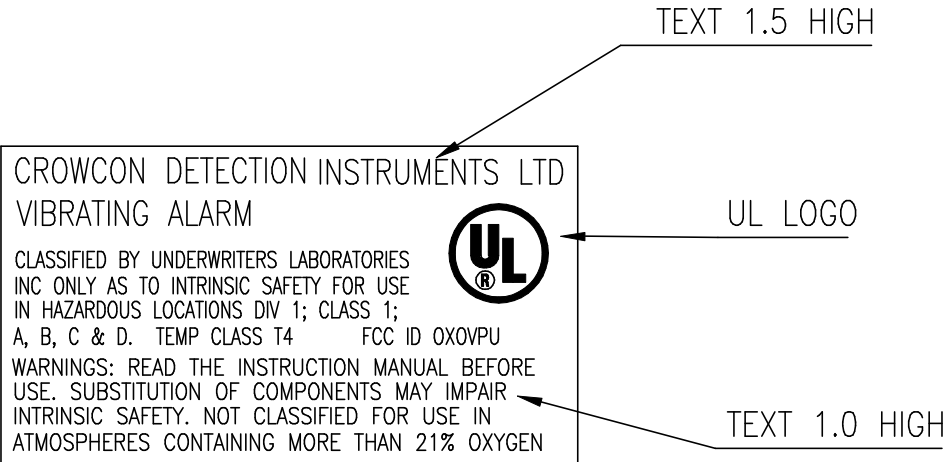 TEXT 1.5 HIGH
CROWCON DETECTION INSTRUMENTS LTD
VIBRATING ALARM
UL LOGO
UL
®
CLASSIFIED BY UNDERWRITERS LABORATORIES
INC ONLY AS TO INTRINSIC SAFETY FOR USE
IN HAZARDOUS LOCATIONS DIV 1; CLASS 1;
A, B, C & D. TEMP CLASS T4 FCC ID OXOVPU
WARNINGS: READ THE INSTRUCTION MANUAL BEFORE
USE. SUBSTITUTION OF COMPONENTS MAY IMPAIR
INTRINSIC SAFETY. NOT CLASSIFIED FOR USE IN
ATMOSPHERES CONTAINING MORE THAN 21% OXYGEN
TEXT 1.0 HIGH